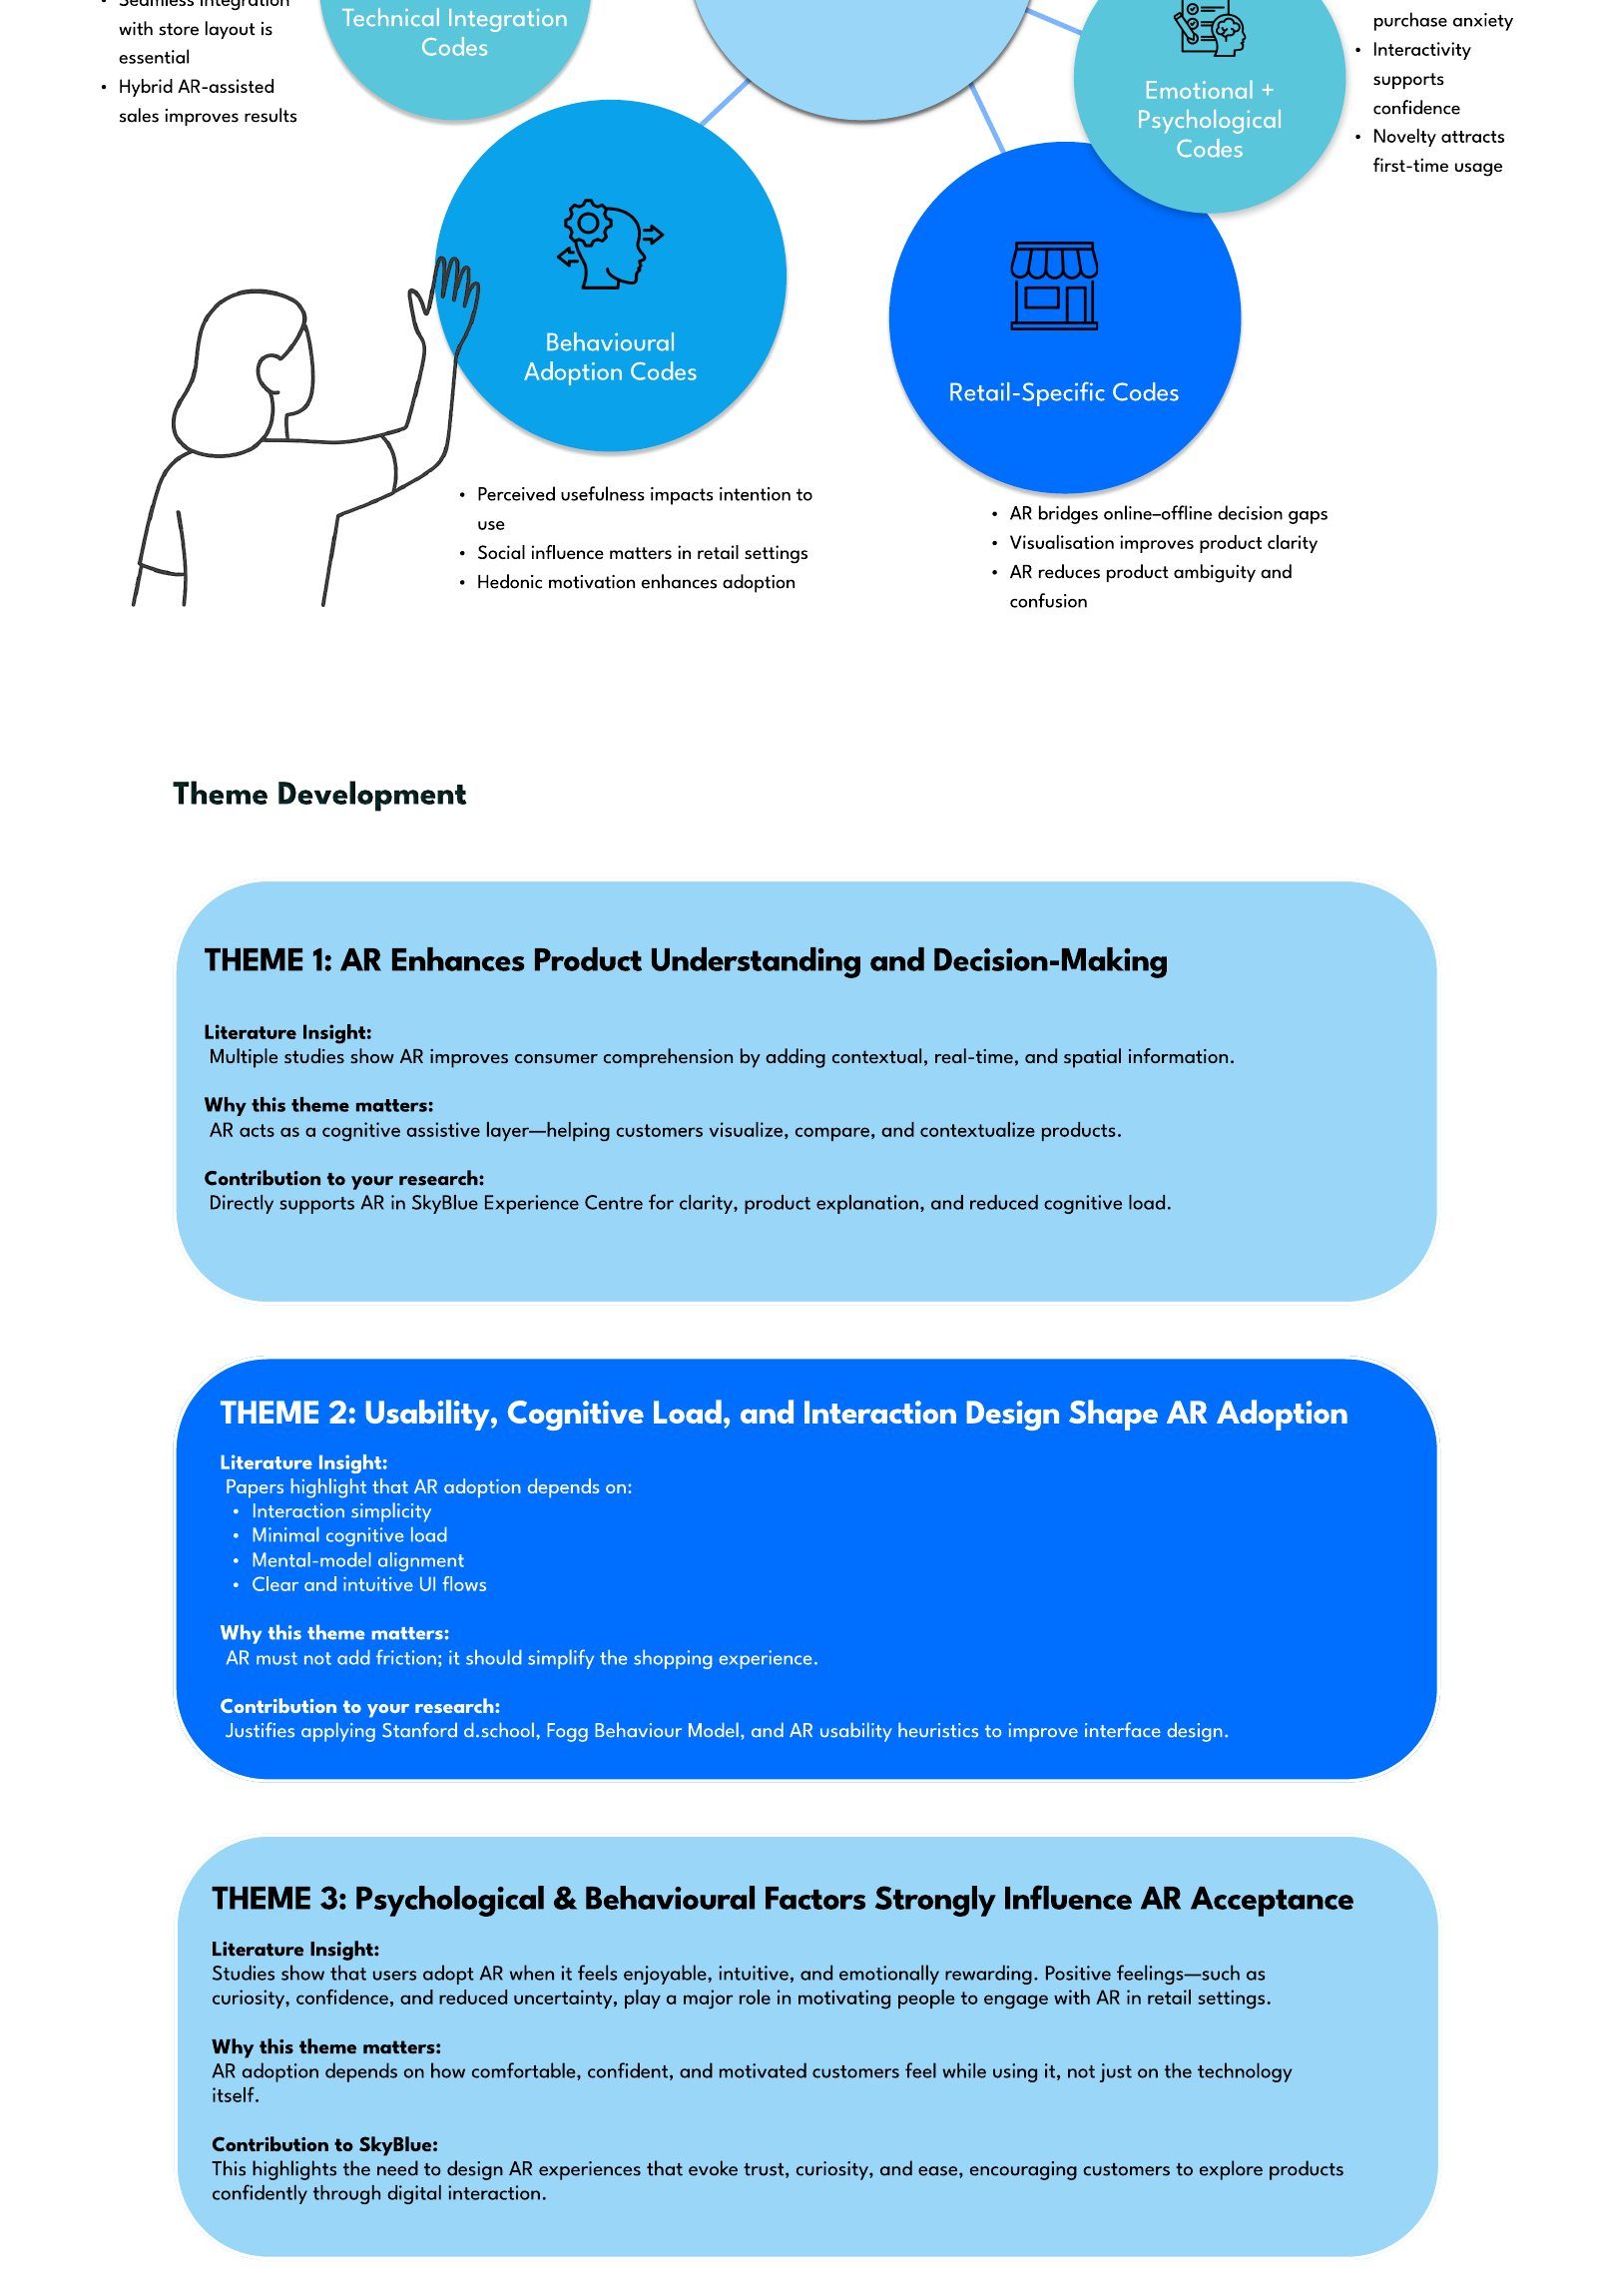 Seamless integration
with store layout is
essential
• Hybrid AR-assisted
sales improves results
Technical Integration
Codes
Emotional +
Psychological
Codes
purchase anxiety
• Interactivity
supports
confidence
• Novelty attracts
first-time usage
Behavioural
Adoption Codes
Retail-Specific Codes
• Perceived usefulness impacts intention to
use
• Social influence matters in retail settings
• Hedonic motivation enhances adoption
• AR bridges online–offline decision gaps
• Visualisation improves product clarity
• AR reduces product ambiguity and
confusion
Theme Development
THEME 1: AR Enhances Product Understanding and Decision-Making
Literature Insight:
Multiple studies show AR improves consumer comprehension by adding contextual, real-time, and spatial information.
Why this theme matters:
AR acts as a cognitive assistive layer—helping customers visualize, compare, and contextualize products.
Contribution to your research:
Directly supports AR in SkyBlue Experience Centre for clarity, product explanation, and reduced cognitive load.
THEME 2: Usability, Cognitive Load, and Interaction Design Shape AR Adoption
Literature Insight:
Papers highlight that AR adoption depends on:
• Interaction simplicity
• Minimal cognitive load
• Mental-model alignment
• Clear and intuitive UI flows
Why this theme matters:
AR must not add friction; it should simplify the shopping experience.
Contribution to your research:
Justifies applying Stanford d.school, Fogg Behaviour Model, and AR usability heuristics to improve interface design.
THEME 3: Psychological & Behavioural Factors Strongly Influence AR Acceptance
Literature Insight:
Studies show that users adopt AR when it feels enjoyable, intuitive, and emotionally rewarding. Positive feelings—such as
curiosity, confidence, and reduced uncertainty, play a major role in motivating people to engage with AR in retail settings.
Why this theme matters:
AR adoption depends on how comfortable, confident, and motivated customers feel while using it, not just on the technology
itself.
Contribution to SkyBlue:
This highlights the need to design AR experiences that evoke trust, curiosity, and ease, encouraging customers to explore products
confidently through digital interaction.